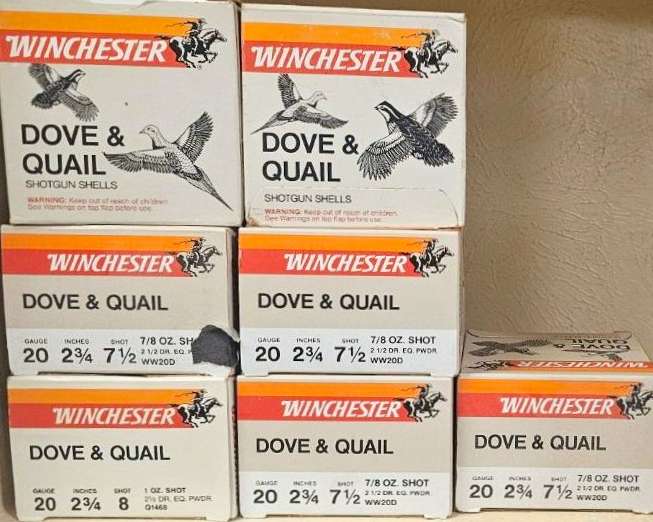 WINCHESTER
DOVE &
QUAIL
SHOTGUN SHELLS
WARNING: Keep out of reach of children.
See Warnings on top flap before use.
WINCHESTER
DOVE &
QUAIL
SHOTGUN SHELLS
WARNING: Keep out of reach of children.
See Warnings on top flap before use.
WINCHESTER
DOVE & QUAIL
GAUGE INCHES SHOT 7/8 OZ. SH
20 2¾ 7½ 2 1/2 DR. EQ. P
WW20D
WINCHESTER
DOVE & QUAIL
GAUGE INCHES SHOT 7/8 OZ. SHOT
20 2¾ 7½ 2 1/2 DR. EQ. PWDR.
WW20D
WINCHESTER
DOVE & QUAIL
GAUGE INCHES SHOT 1 OZ. SHOT
20 2¾ 8 2½ DR. EQ. PWDR.
Q1468
WINCHESTER
DOVE & QUAIL
GAUGE INCHES SHOT 7/8 OZ. SHOT
20 2¾ 7½ 2 1/2 DR. EQ. PWDR.
WW20D
DOVE &
QUAIL
WINCHESTER
WINCHESTER
DOVE & QUAIL
GAUGE INCHES SHOT 7/8 OZ. SHOT
20 2¾ 7½ 2 1/2 DR. EQ. PWDR.
WW20D